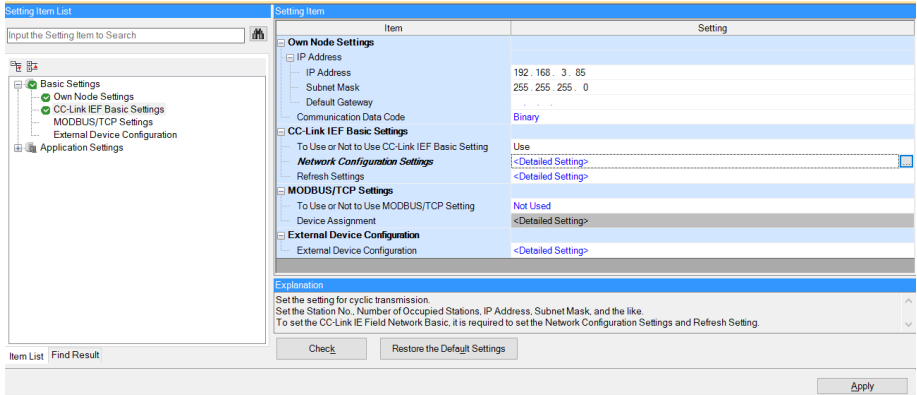 Setting Item List
Input the Setting Item to Search
Basic Settings
Own Node Settings
CC-Link IEF Basic Settings
MODBUS/TCP Settings
External Device Configuration
Application Settings
Item List Find Result
Setting Item
Item Setting
Own Node Settings
IP Address
IP Address 192 . 168 . 3 . 85
Subnet Mask 255 . 255 . 255 . 0
Default Gateway . . .
Communication Data Code Binary
CC-Link IEF Basic Settings
To Use or Not to Use CC-Link IEF Basic Setting Use
Network Configuration Settings <Detailed Setting> ...
Refresh Settings <Detailed Setting>
MODBUS/TCP Settings
To Use or Not to Use MODBUS/TCP Setting Not Used
Device Assignment <Detailed Setting>
External Device Configuration
External Device Configuration <Detailed Setting>
Explanation
Set the setting for cyclic transmission.
Set the Station No., Number of Occupied Stations, IP Address, Subnet Mask, and the like.
To set the CC-Link IE Field Network Basic, it is required to set the Network Configuration Settings and Refresh Setting.
Check Restore the Default Settings
Apply